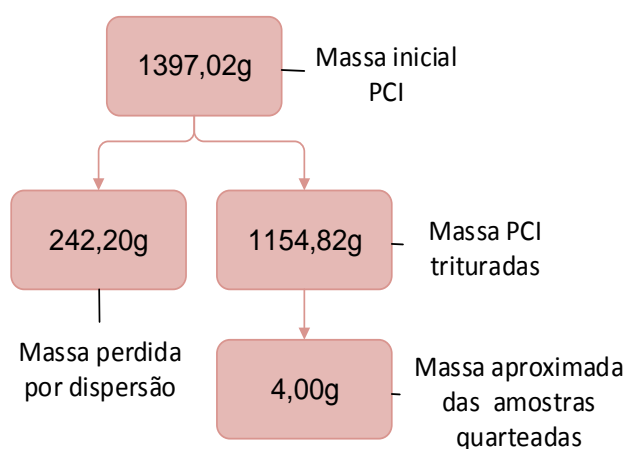 1397,02g
Massa inicial
PCI
242,20g
1154,82g
Massa PCI
trituradas
Massa perdida
por dispersão
4,00g
Massa aproximada
das amostras
quarteadas